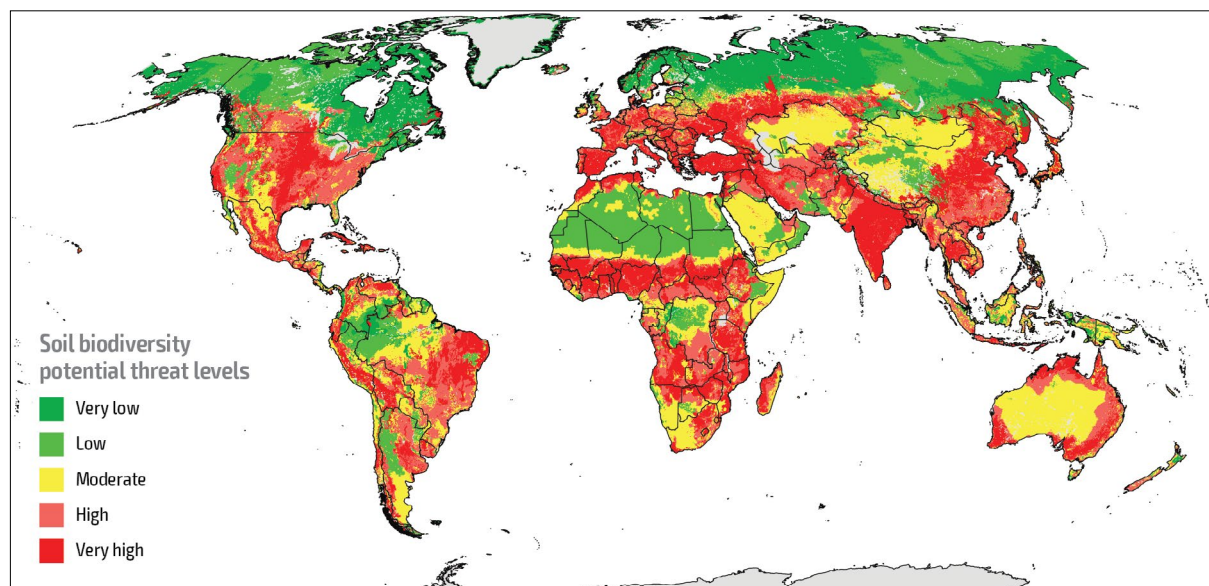 Soil biodiversity
potential threat levels
Very low
Low
Moderate
High
Very high